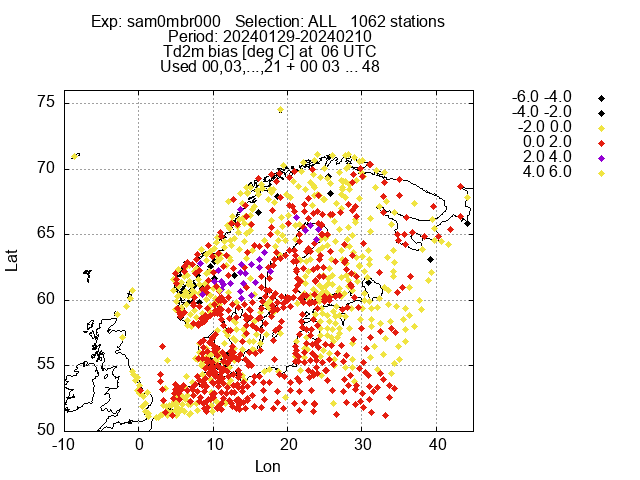 Exp: sam0mbr000   Selection: ALL   1062 stations
Period: 20240129-20240210
Td2m bias [deg C] at  06 UTC
Used 00,03,...,21 + 00 03 ... 48
-6.0 -4.0
-4.0 -2.0
-2.0 0.0
0.0 2.0
2.0 4.0
4.0 6.0
75
70
65
60
55
50
Lat
-10 0 10 20 30 40
Lon